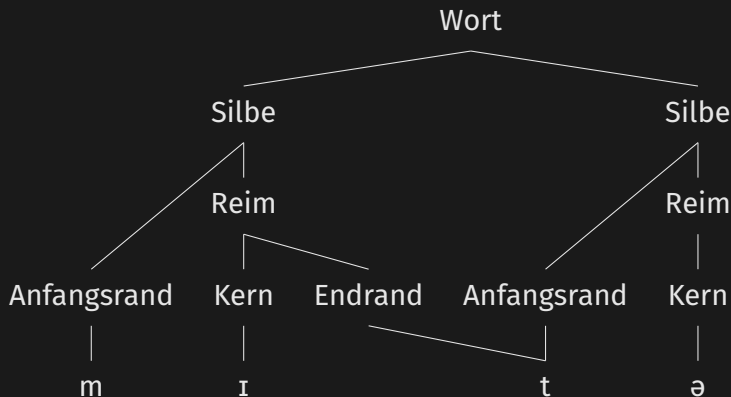 Wort
Silbe Silbe
Reim Reim
Anfangsrand Kern Endrand Anfangsrand Kern
m ɪ t ə